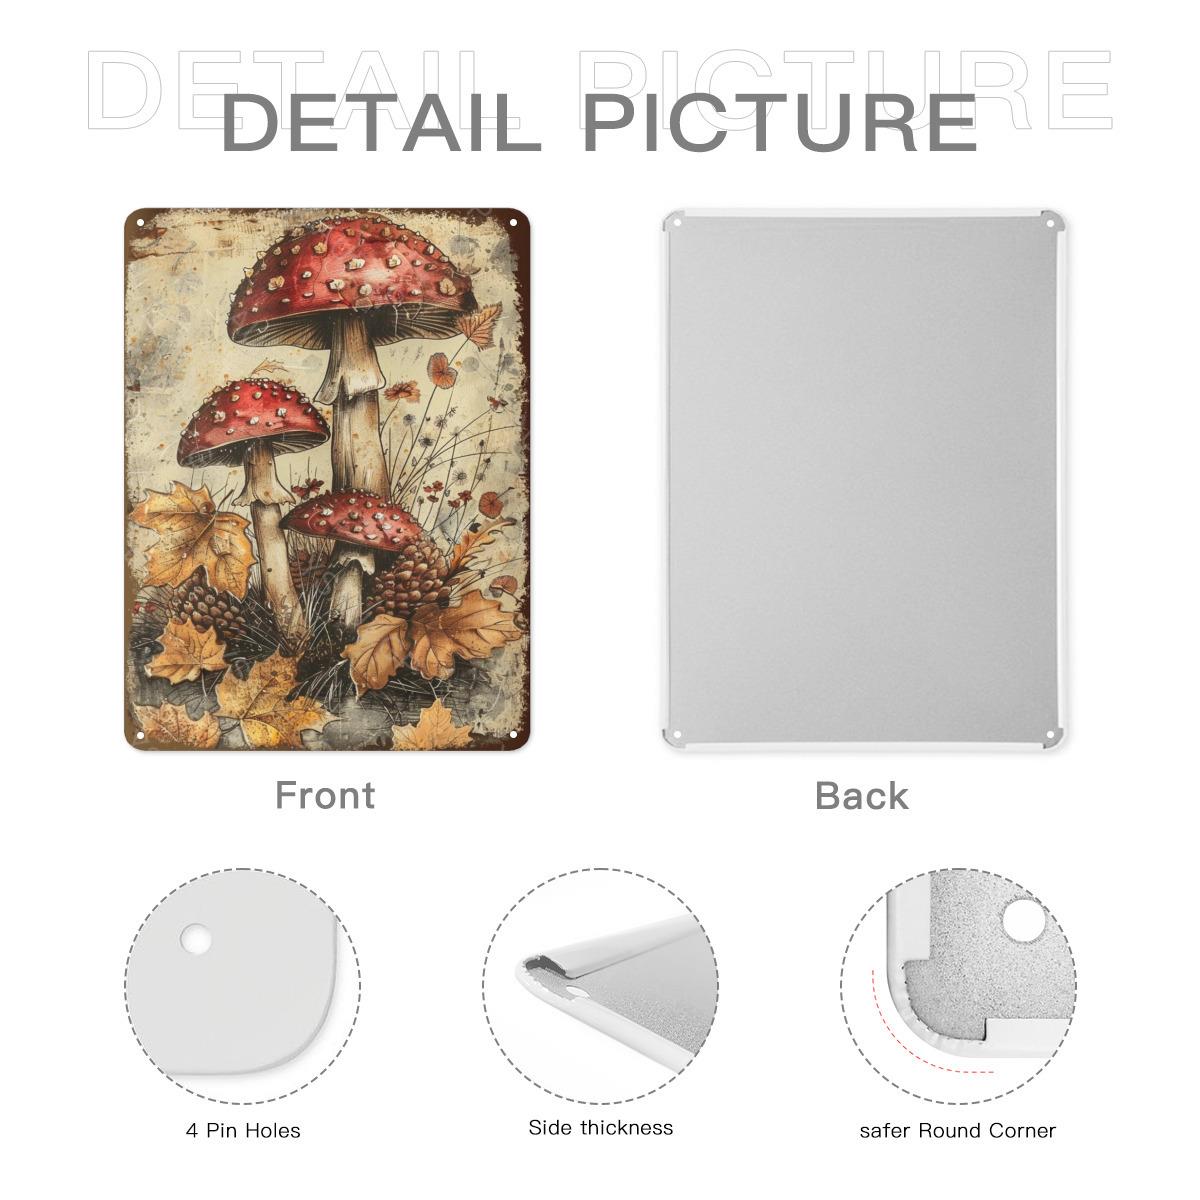 DETAIL PICTURE
DETAIL PICTURE
Front
Back
4 Pin Holes
Side thickness
safer Round Corner